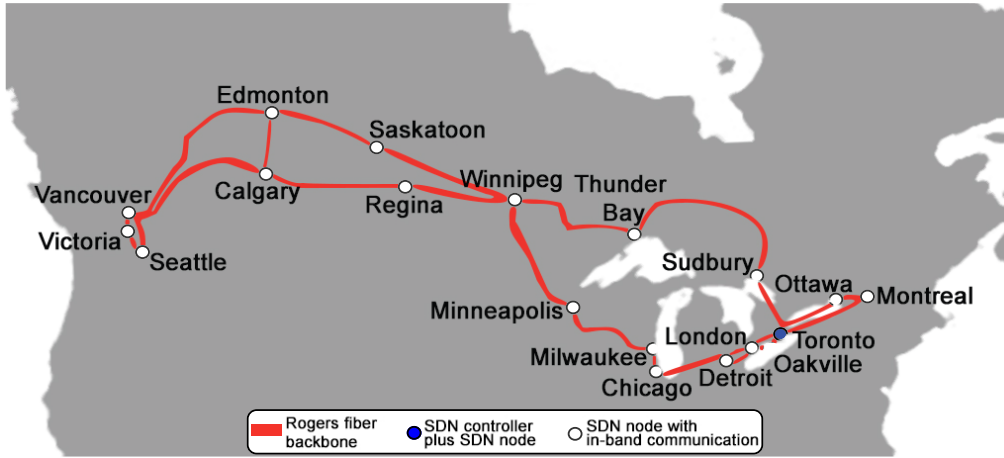 Edmonton
Saskatoon
Vancouver
Calgary
Winnipeg
Thunder
Bay
Regina
Victoria
Seattle
Sudbury
Ottawa
Montreal
Minneapolis
London
Toronto
Milwaukee
Oakville
Chicago
Detroit
Rogers fiber
backbone
SDN controller
plus SDN node
SDN node with
in-band communication